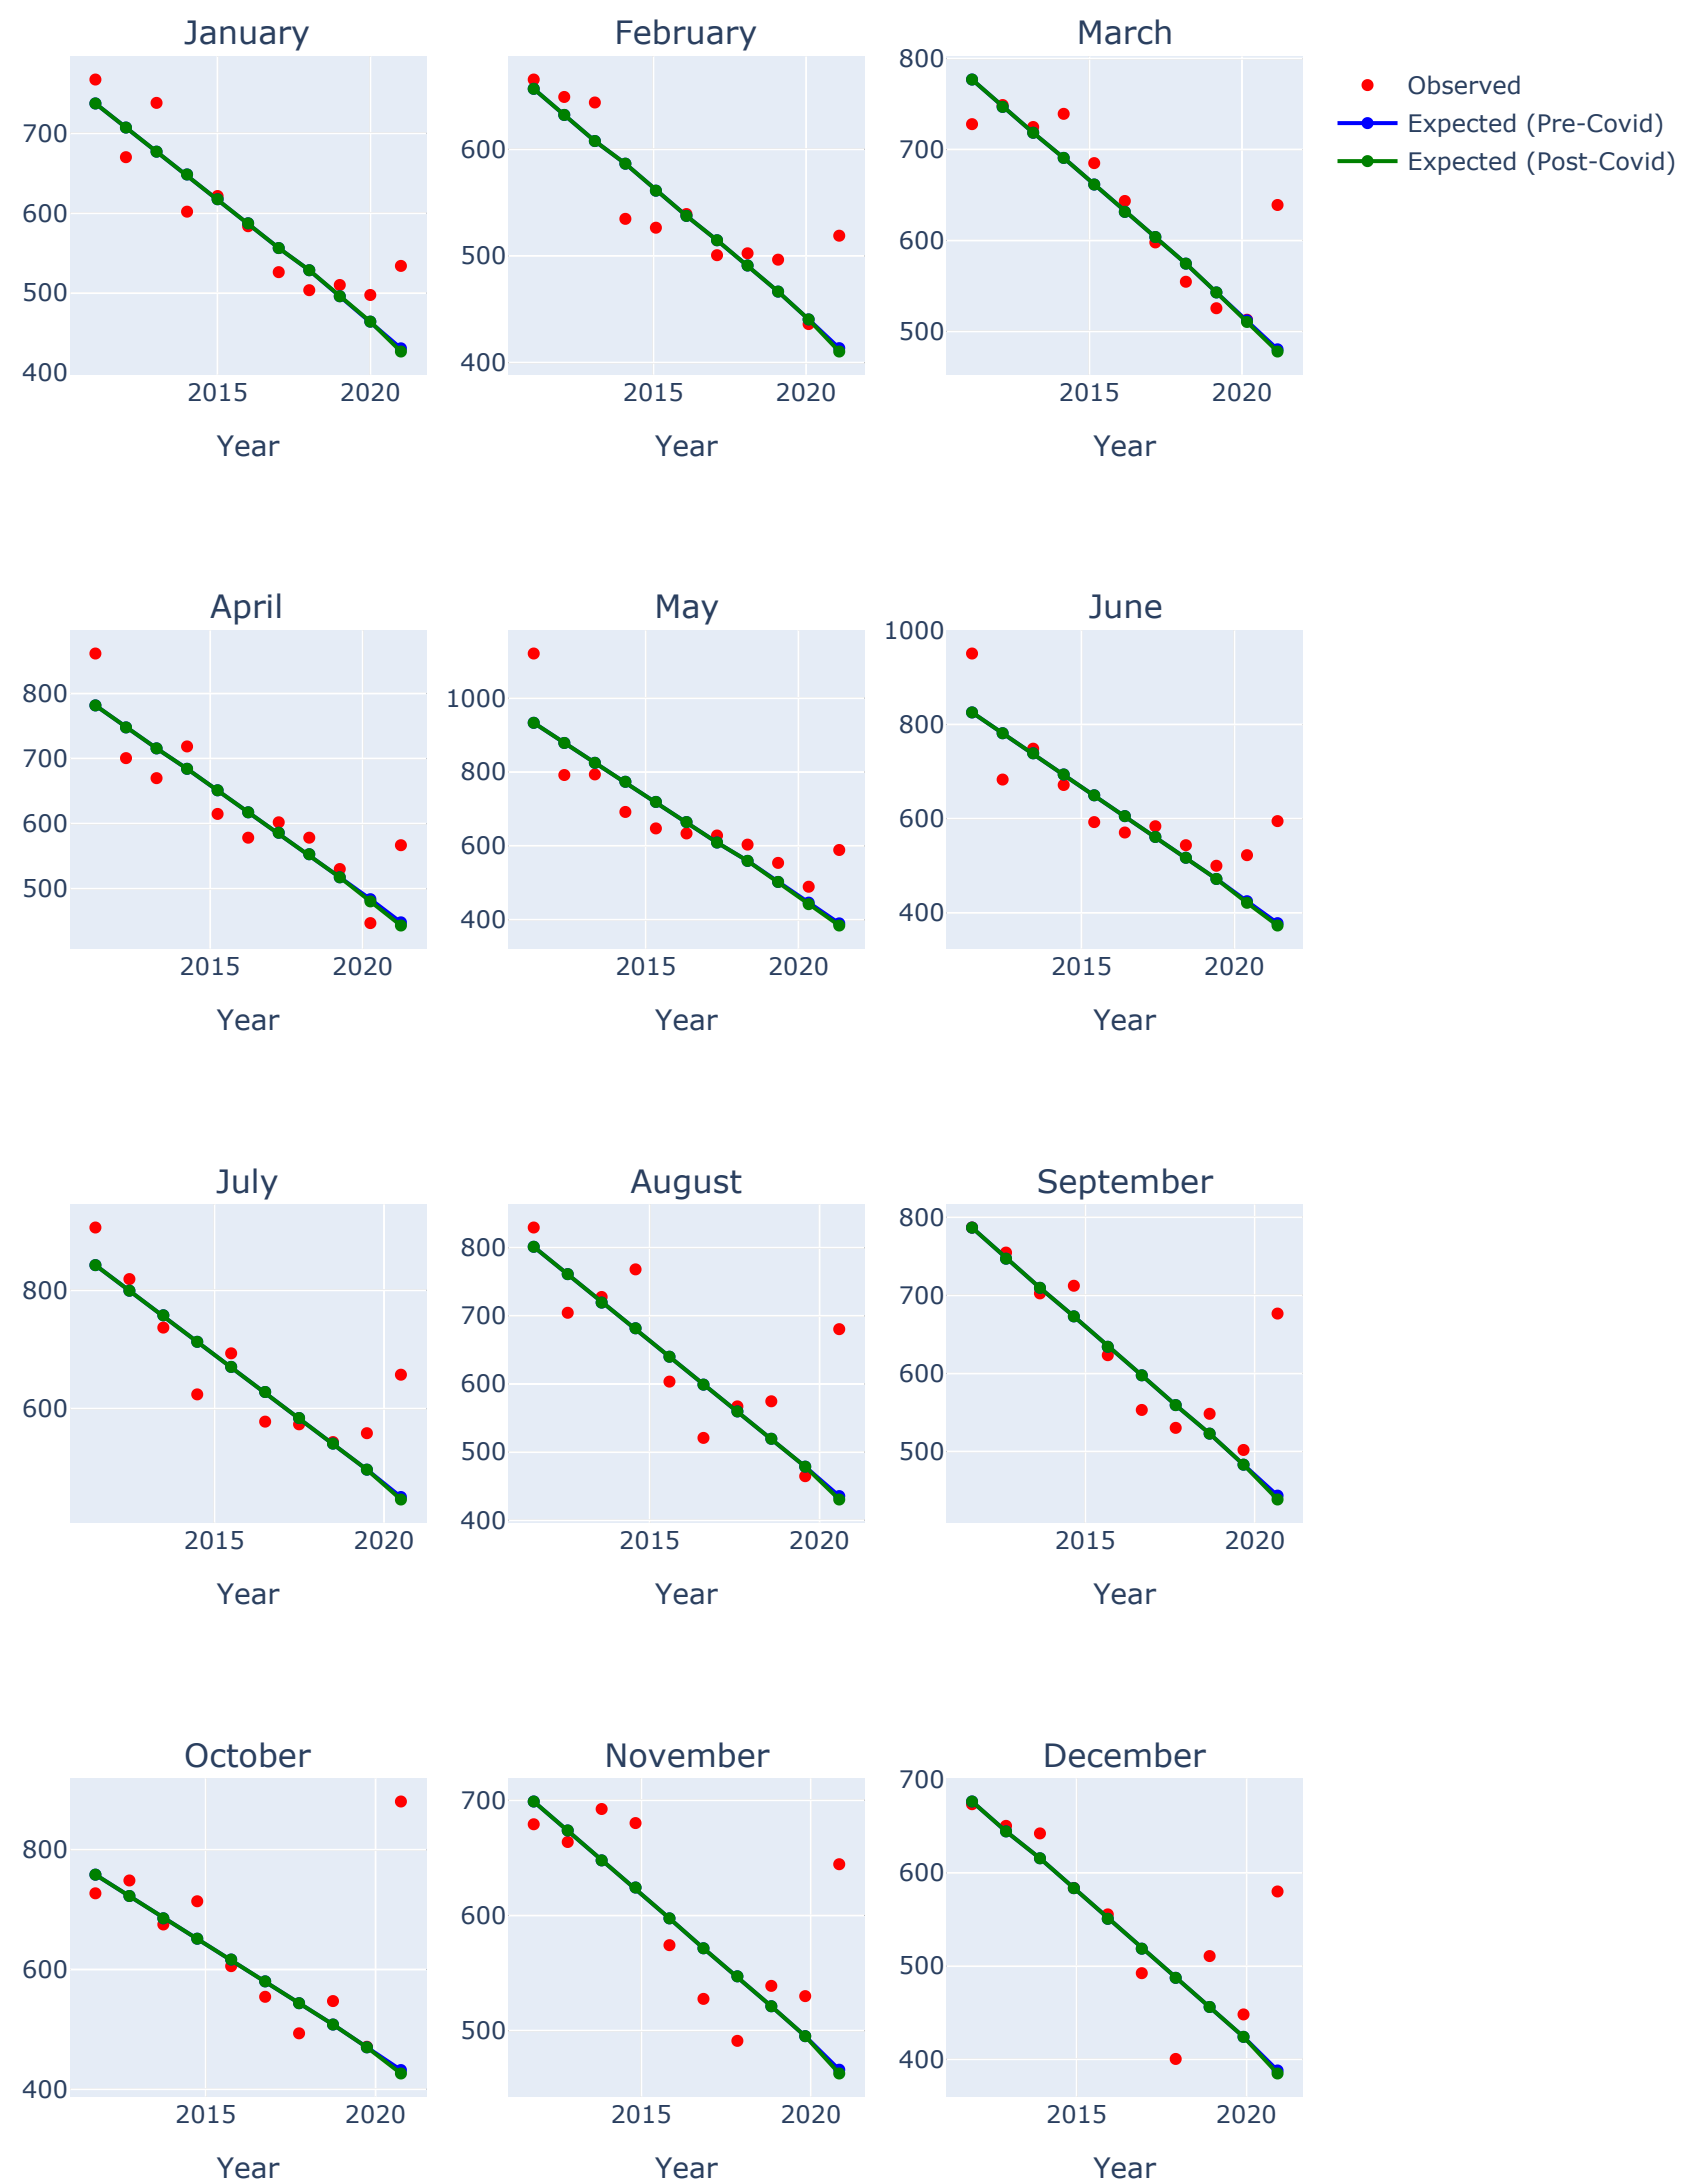 January
February
March
Observed
Expected (Pre-Covid)
Expected (Post-Covid)
700
600
500
400
2015
2020
Year
600
500
400
2015
2020
Year
800
700
600
500
2015
2020
Year
April
May
June
800
700
600
500
2015
2020
Year
1000
800
600
400
2015
2020
Year
1000
800
600
400
2015
2020
Year
July
August
September
800
600
2015
2020
Year
800
700
600
500
400
2015
2020
Year
800
700
600
500
2015
2020
Year
October
November
December
800
600
400
2015
2020
Year
700
600
500
2015
2020
Year
700
600
500
400
2015
2020
Year